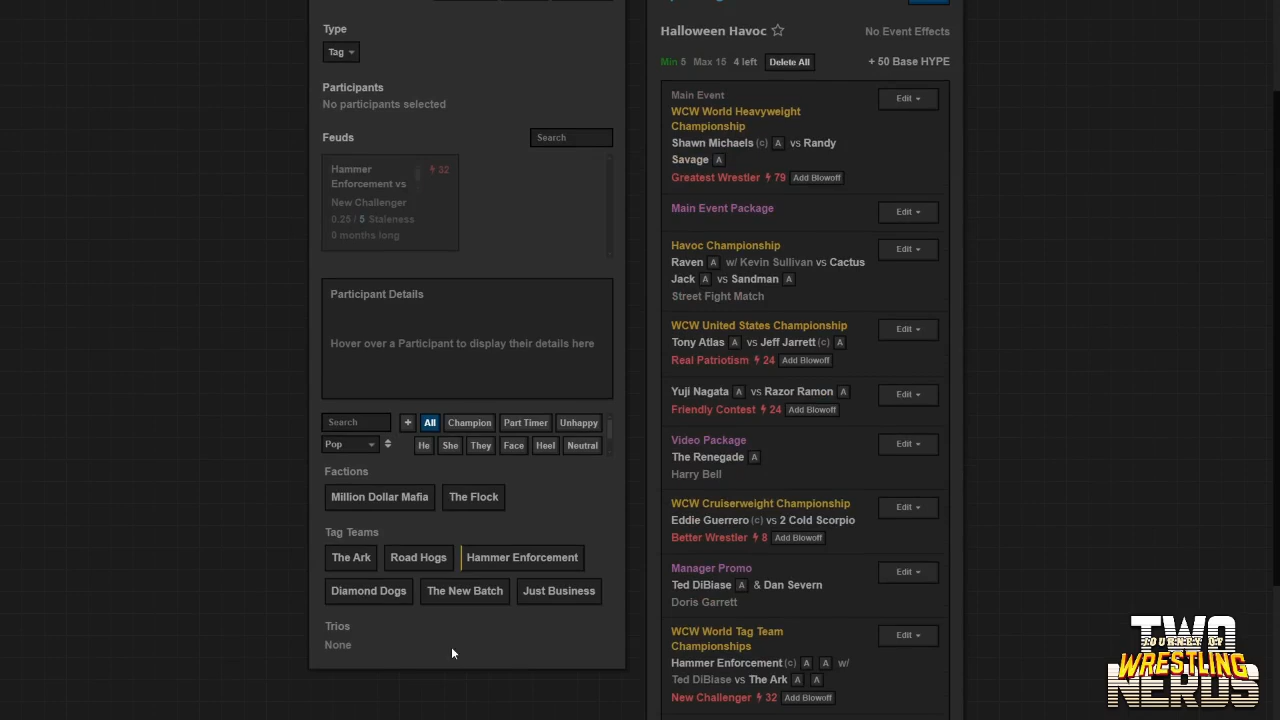 Type
Tag
Participants
No participants selected
Feuds
Search
Hammer
Enforcement vs
32
New Challenger
0.25 / 5 Staleness
0 months long
Participant Details
Hover over a Participant to display their details here
Search
+
All
Champion
Part Timer
Unhappy
Pop
He
She
They
Face
Heel
Neutral
Factions
Million Dollar Mafia
The Flock
Tag Teams
The Ark
Road Hogs
Hammer Enforcement
Diamond Dogs
The New Batch
Just Business
Trios
None
Halloween Havoc
No Event Effects
Min 5 Max 15 4 left Delete All
+ 50 Base HYPE
Main Event
Edit
WCW World Heavyweight
Championship
Shawn Michaels (c) A vs Randy
Savage A
Greatest Wrestler 79 Add Blowoff
Main Event Package
Edit
Havoc Championship
Edit
Raven A w/ Kevin Sullivan vs Cactus
Jack A vs Sandman A
Street Fight Match
WCW United States Championship
Edit
Tony Atlas A vs Jeff Jarrett (c) A
Real Patriotism 24 Add Blowoff
Yuji Nagata A vs Razor Ramon A
Edit
Friendly Contest 24 Add Blowoff
Video Package
Edit
The Renegade A
Harry Bell
WCW Cruiserweight Championship
Edit
Eddie Guerrero (c) vs 2 Cold Scorpio
Better Wrestler 8 Add Blowoff
Manager Promo
Edit
Ted DiBiase A & Dan Severn
Doris Garrett
WCW World Tag Team
Championships
Edit
Hammer Enforcement (c) A A w/
Ted DiBiase vs The Ark A A
New Challenger 32 Add Blowoff
TWO
JOURNEY OF
WRESTLING
NERDS